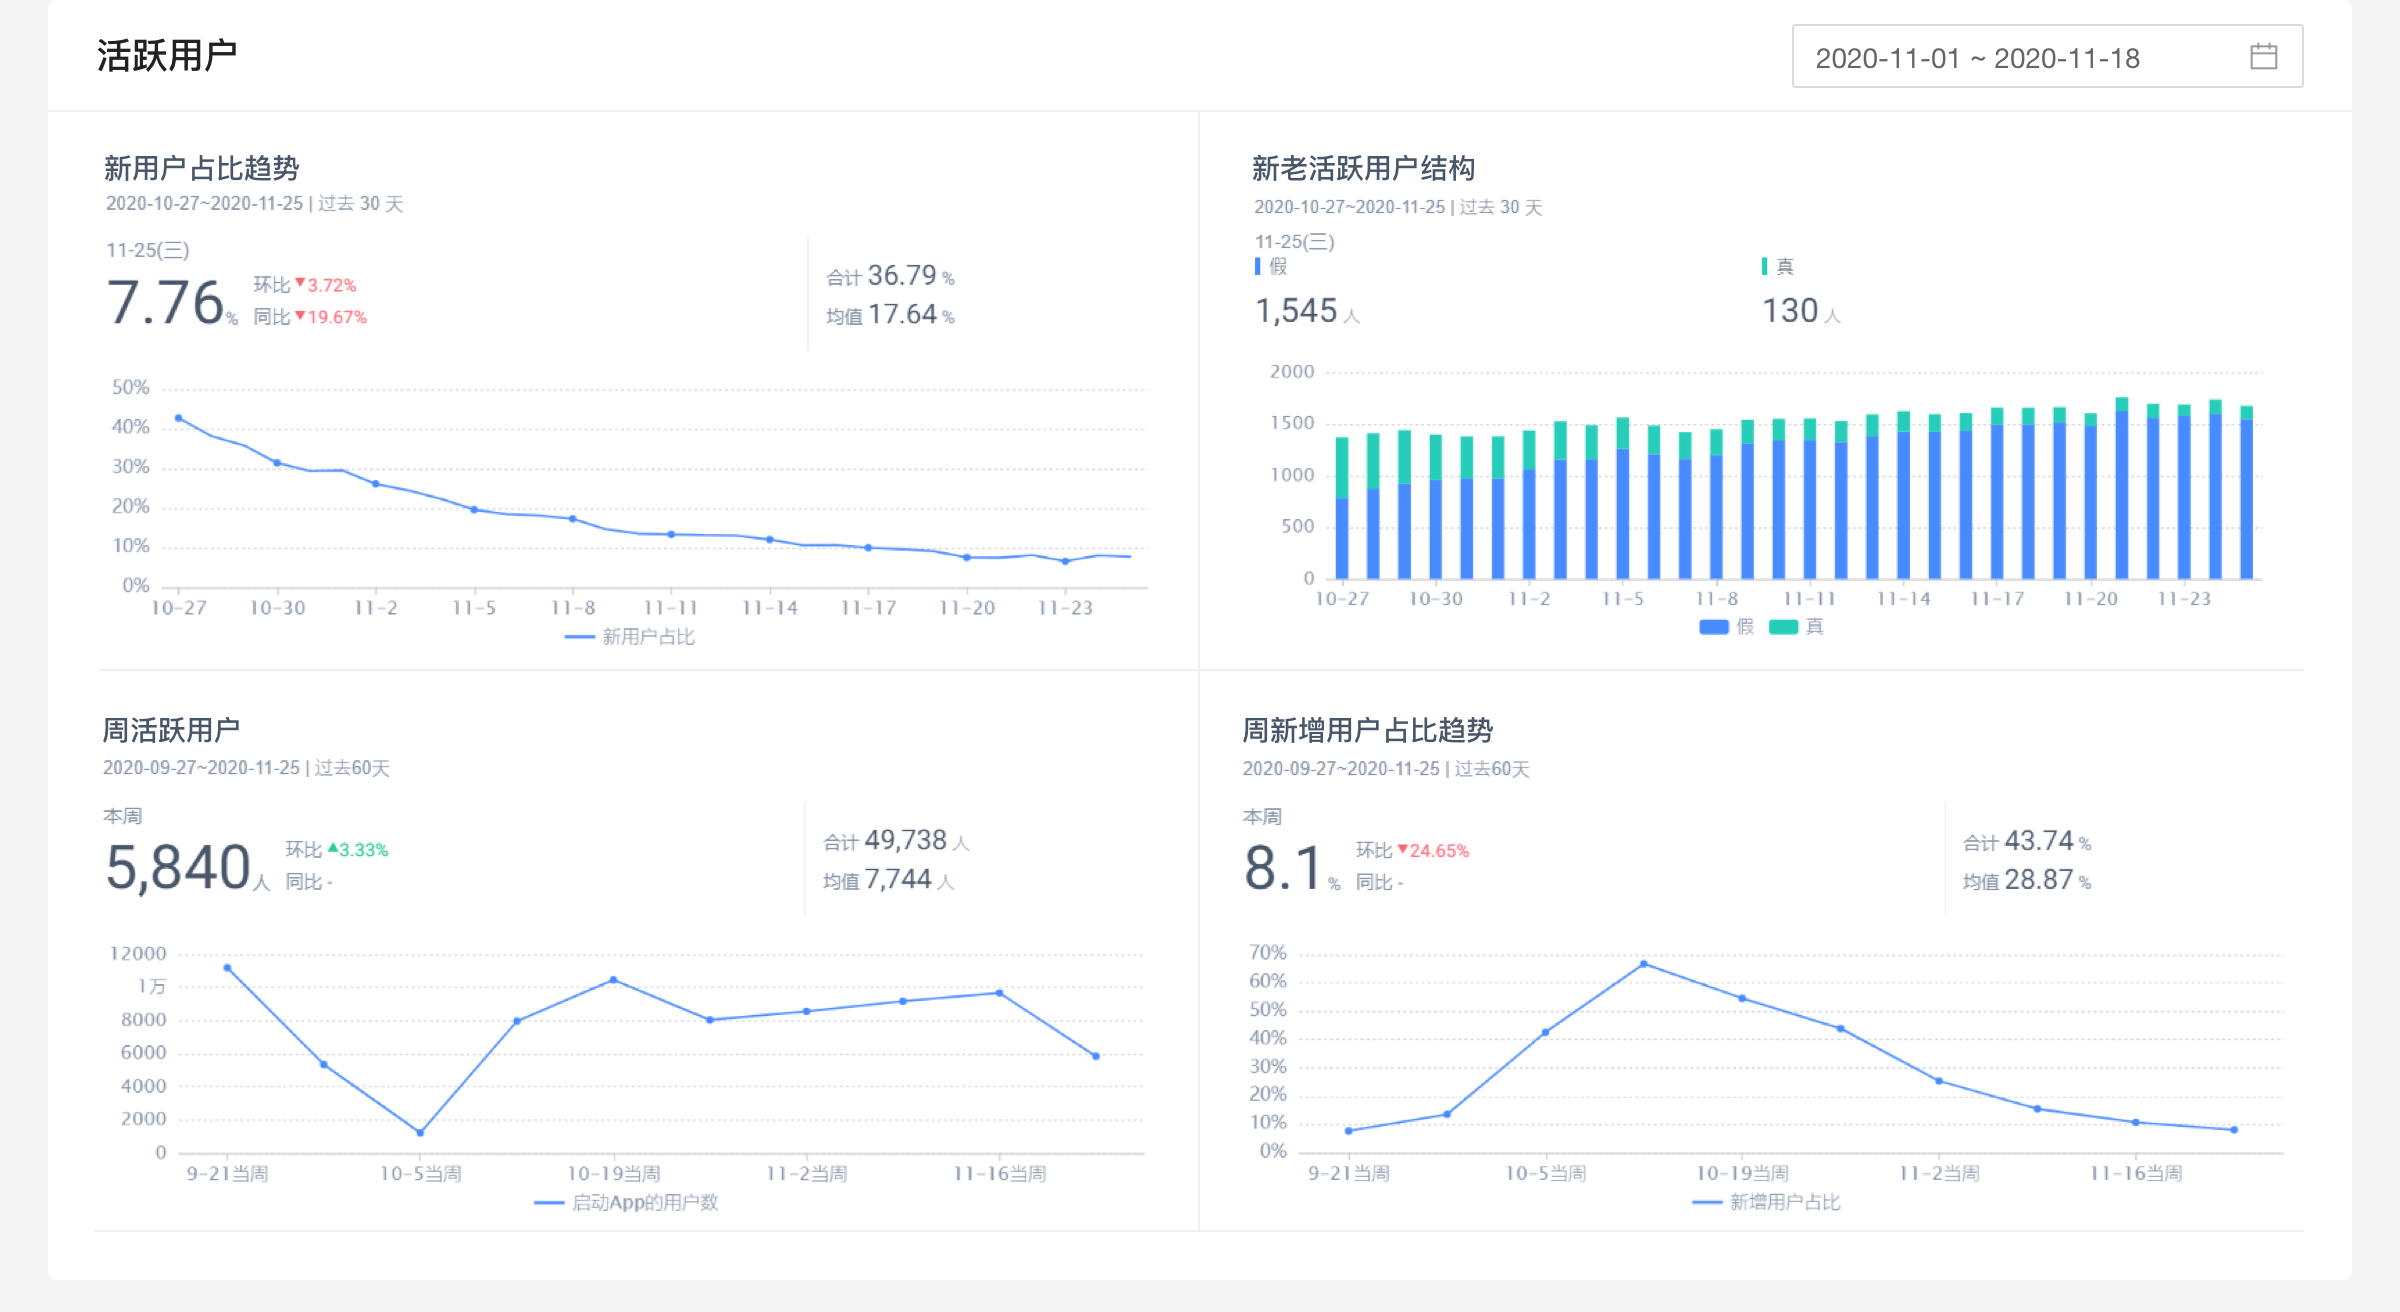 活跃用户
2020-11-01 ~ 2020-11-18
新用户占比趋势
2020-10-27~2020-11-25 | 过去 30 天
11-25(三)
7.76%
环比 ▼3.72%
同比 ▼19.67%
合计 36.79 %
均值 17.64 %
50%
40%
30%
20%
10%
0%
10-27 10-30 11-2 11-5 11-8 11-11 11-14 11-17 11-20 11-23
新用户占比
新老活跃用户结构
2020-10-27~2020-11-25 | 过去 30 天
11-25(三)
假 真
1,545 人 130 人
2000
1500
1000
500
0
10-27 10-30 11-2 11-5 11-8 11-11 11-14 11-17 11-20 11-23
假 真
周活跃用户
2020-09-27~2020-11-25 | 过去60天
本周
5,840人
环比 ▲3.33%
同比 -
合计 49,738 人
均值 7,744 人
12000
1万
8000
6000
4000
2000
0
9-21当周 10-5当周 10-19当周 11-2当周 11-16当周
启动App的用户数
周新增用户占比趋势
2020-09-27~2020-11-25 | 过去60天
本周
8.1 %
环比 ▼24.65%
同比 -
合计 43.74 %
均值 28.87 %
70%
60%
50%
40%
30%
20%
10%
0%
9-21当周 10-5当周 10-19当周 11-2当周 11-16当周
新增用户占比